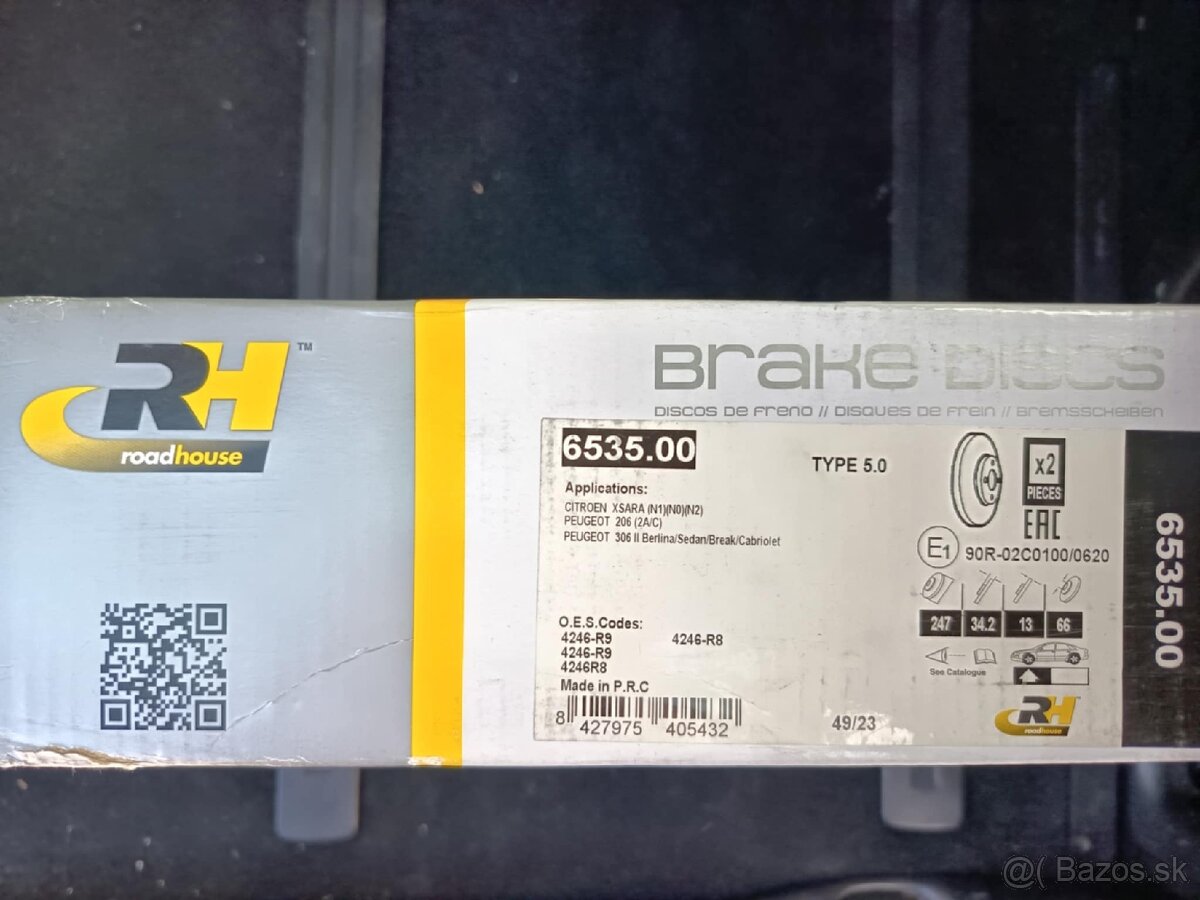 RH™
roadhouse
Brake Discs
DISCOS DE FRENO // DISQUES DE FREIN // BREMSSCHEIBEN
6535.00
TYPE 5.0
x2
PIECES
Applications:
CITROEN XSARA (N1)(N0)(N2)
PEUGEOT 206 (2A/C)
PEUGEOT 306 II Berlina/Sedan/Break/Cabriolet
EAC
E1 90R-02C0100/0620
247 34.2 13 66
O.E.S.Codes:
4246-R9 4246-R8
4246-R9
4246R8
See Catalogue
Made in P.R.C
8 427975 405432
49/23
RH
roadhouse
6535.00
@( Bazos.sk